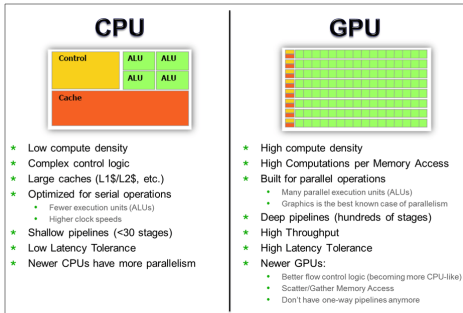 CPU
Control
ALU
ALU
ALU
ALU
Cache
* Low compute density
* Complex control logic
* Large caches (L1$/L2$, etc.)
* Optimized for serial operations
• Fewer execution units (ALUs)
• Higher clock speeds
* Shallow pipelines (<30 stages)
* Low Latency Tolerance
* Newer CPUs have more parallelism
GPU
* High compute density
* High Computations per Memory Access
* Built for parallel operations
• Many parallel execution units (ALUs)
• Graphics is the best known case of parallelism
* Deep pipelines (hundreds of stages)
* High Throughput
* High Latency Tolerance
* Newer GPUs:
• Better flow control logic (becoming more CPU-like)
• Scatter/Gather Memory Access
• Don't have one-way pipelines anymore